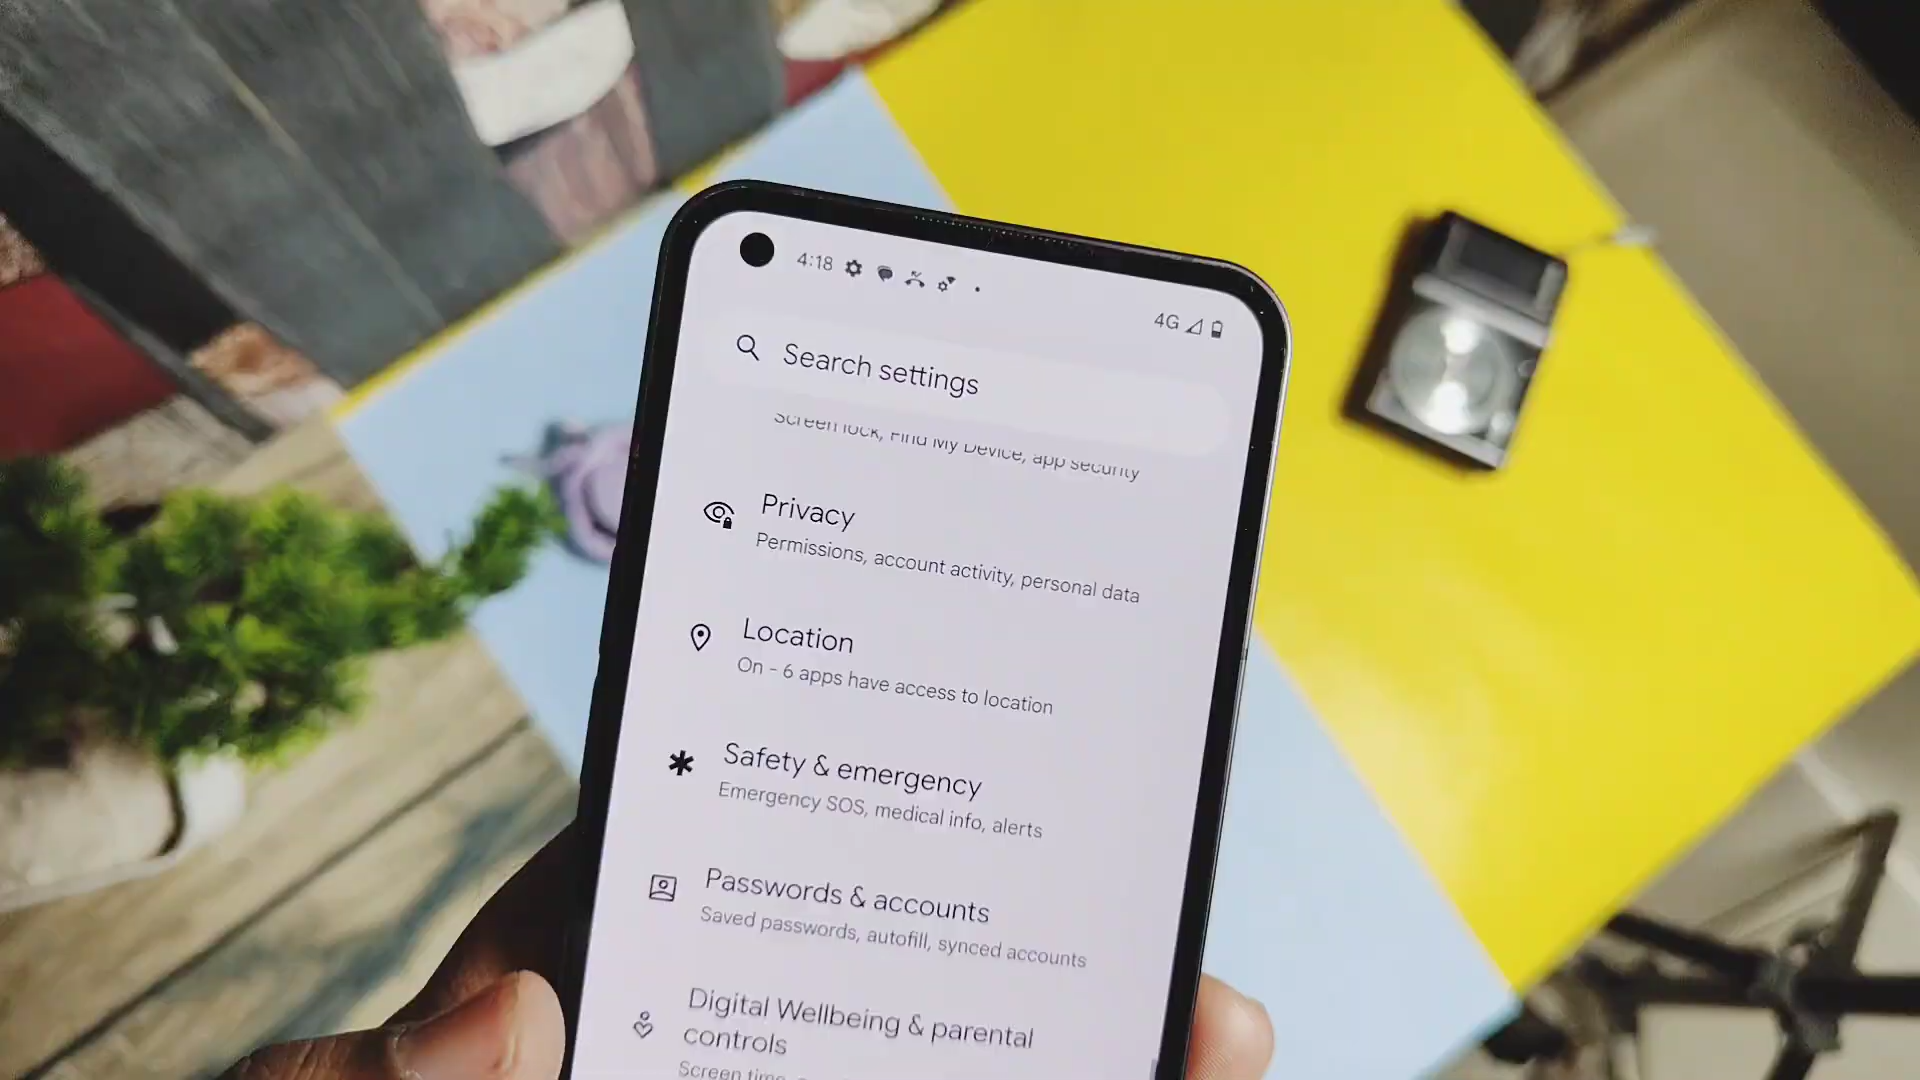 4:18
4G
Search settings
Screen lock, Find My Device, app security
Privacy
Permissions, account activity, personal data
Location
On - 6 apps have access to location
Safety & emergency
Emergency SOS, medical info, alerts
Passwords & accounts
Saved passwords, autofill, synced accounts
Digital Wellbeing & parental
controls
Screen time,